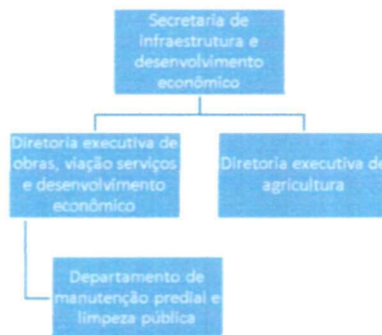 Secretaria de
infraestrutura e
desenvolvimento
econômico
Diretoria executiva de
obras, viação serviços
e desenvolvimento
econômico
Diretoria executiva de
agricultura
Departamento de
manutenção predial e
limpeza pública